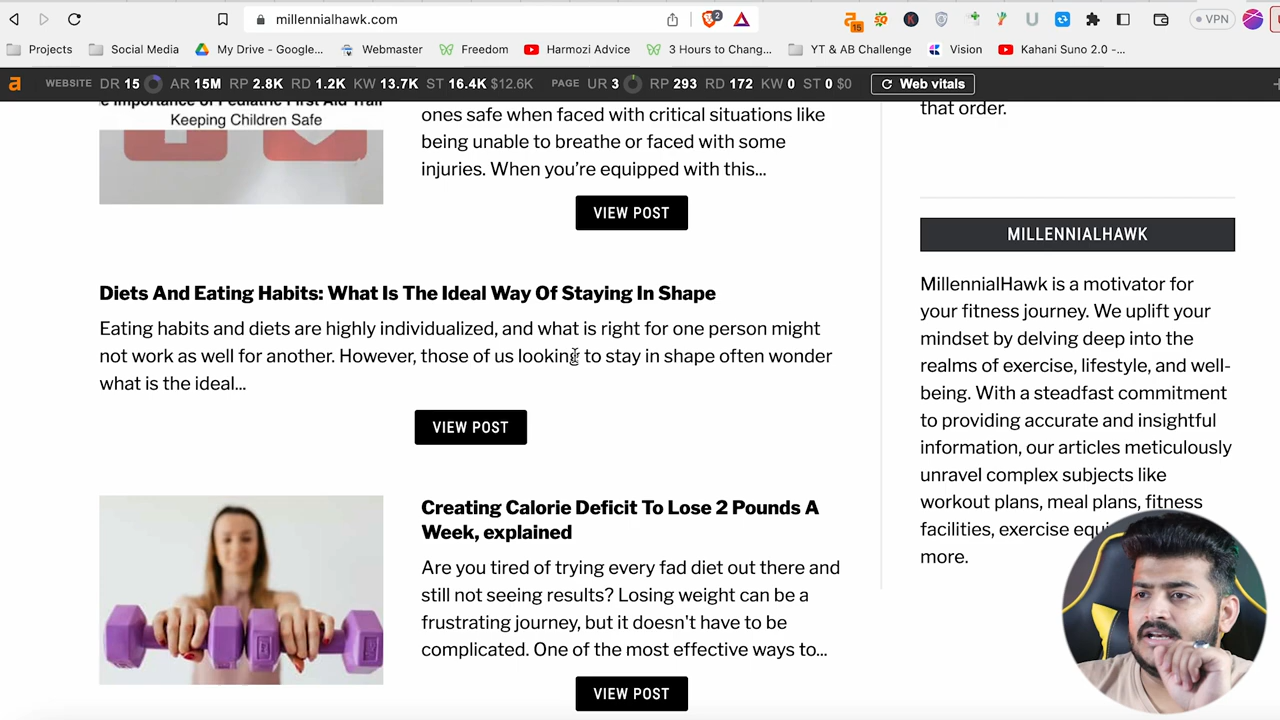 millennialhawk.com
2
15
VPN
Projects
Social Media
My Drive - Google...
Webmaster
Freedom
Harmozi Advice
3 Hours to Chang...
YT & AB Challenge
Vision
Kahani Suno 2.0 -...
WEBSITE DR 15 AR 15M RP 2.8K RD 1.2K KW 13.7K ST 16.4K $12.6K PAGE UR 3 RP 293 RD 172 KW 0 ST 0 $0 Web vitals
Keeping Children Safe
ones safe when faced with critical situations like
being unable to breathe or faced with some
injuries. When you're equipped with this...
VIEW POST
Diets And Eating Habits: What Is The Ideal Way Of Staying In Shape
Eating habits and diets are highly individualized, and what is right for one person might
not work as well for another. However, those of us looking to stay in shape often wonder
what is the ideal...
VIEW POST
Creating Calorie Deficit To Lose 2 Pounds A
Week, explained
Are you tired of trying every fad diet out there and
still not seeing results? Losing weight can be a
frustrating journey, but it doesn't have to be
complicated. One of the most effective ways to...
VIEW POST
that order.
MILLENNIALHAWK
MillennialHawk is a motivator for
your fitness journey. We uplift your
mindset by delving deep into the
realms of exercise, lifestyle, and well-
being. With a steadfast commitment
to providing accurate and insightful
information, our articles meticulously
unravel complex subjects like
workout plans, meal plans, fitness
facilities, exercise
more.